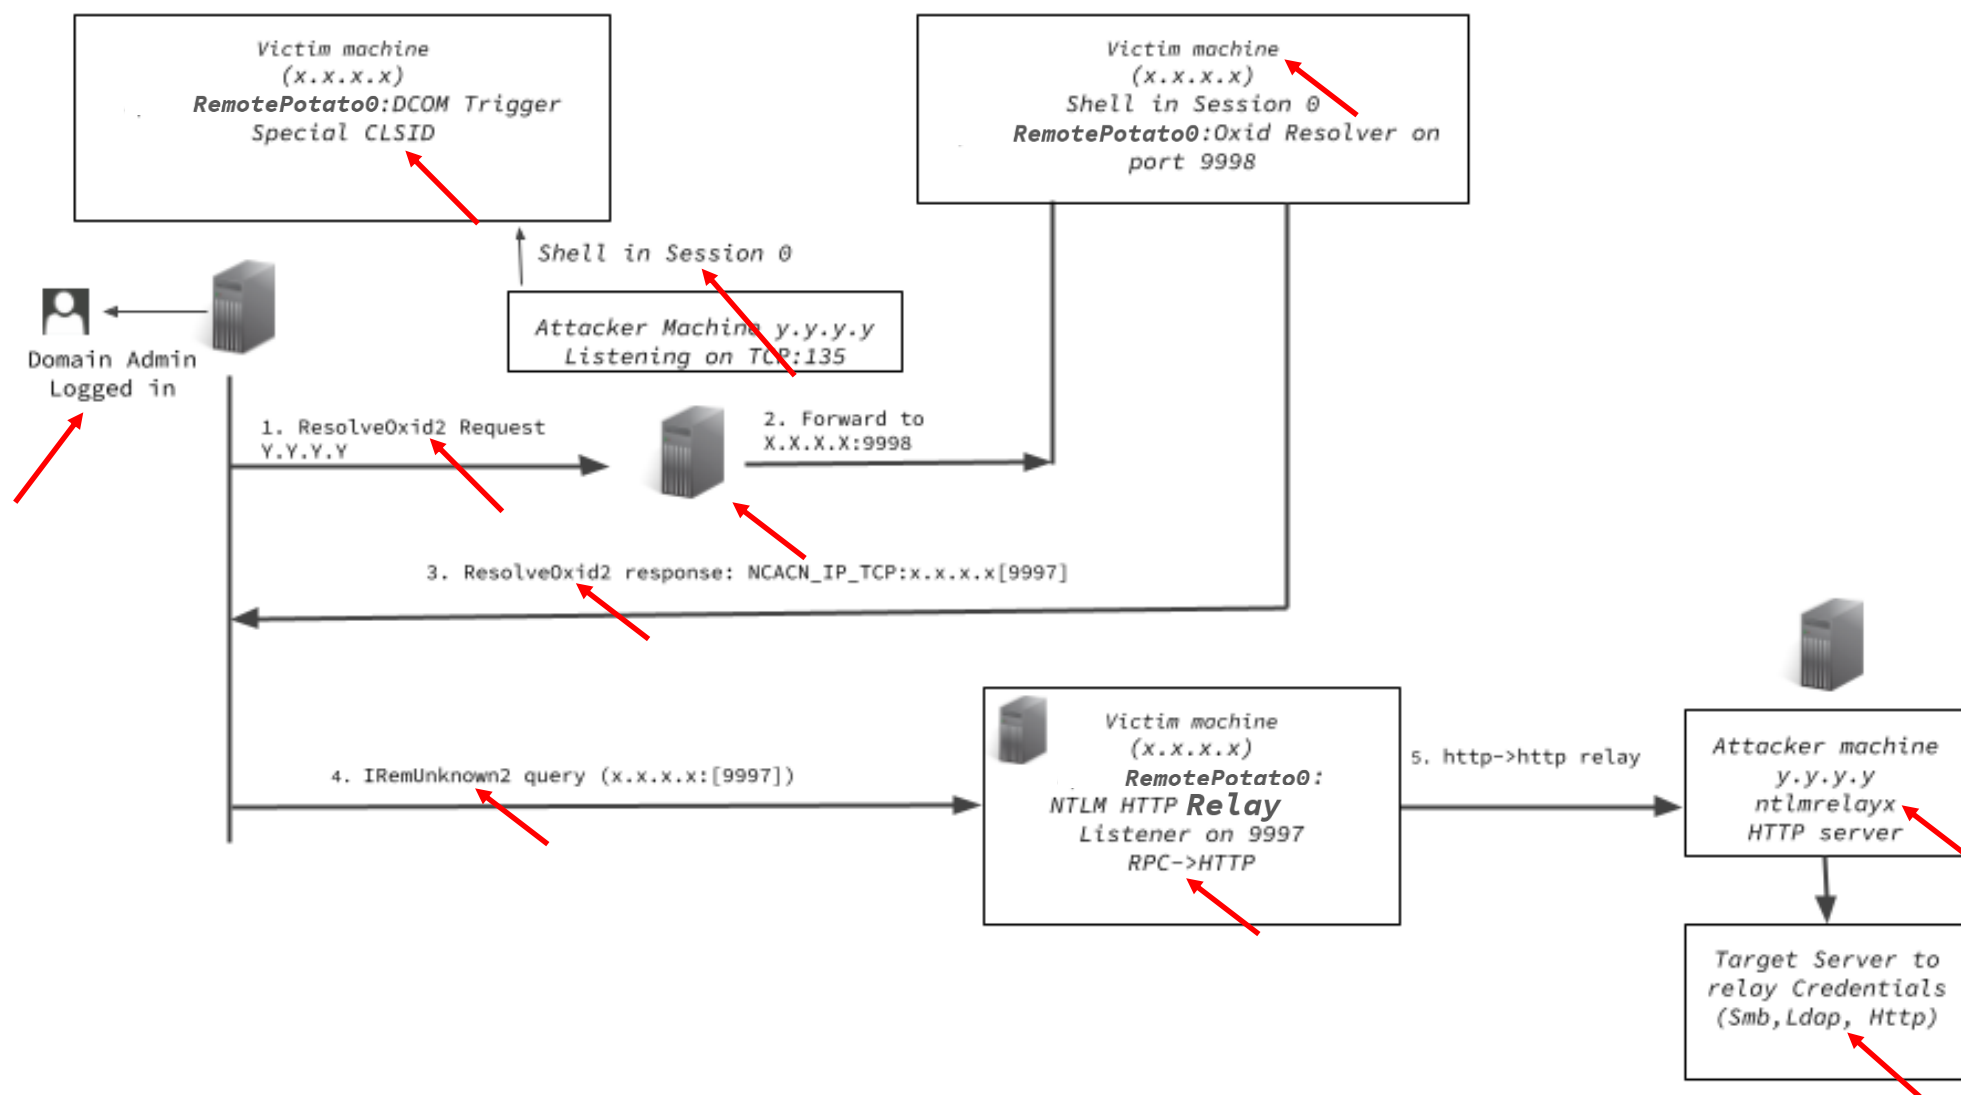 Victim machine
(x.x.x.x)
RemotePotato0:DCOM Trigger
Special CLSID
Victim machine
(x.x.x.x)
Shell in Session 0
RemotePotato0:Oxid Resolver on
port 9998
Shell in Session 0
Attacker Machine y.y.y.y
Listening on TCP:135
Domain Admin
Logged in
1. ResolveOxid2 Request
Y.Y.Y.Y
2. Forward to
X.X.X.X:9998
3. ResolveOxid2 response: NCACN_IP_TCP:x.x.x.x[9997]
4. IRemUnknown2 query (x.x.x.x:[9997])
Victim machine
(x.x.x.x)
RemotePotato0:
NTLM HTTP Relay
Listener on 9997
RPC->HTTP
5. http->http relay
Attacker machine
y.y.y.y
ntlmrelayx
HTTP server
Target Server to
relay Credentials
(Smb,Ldap, Http)